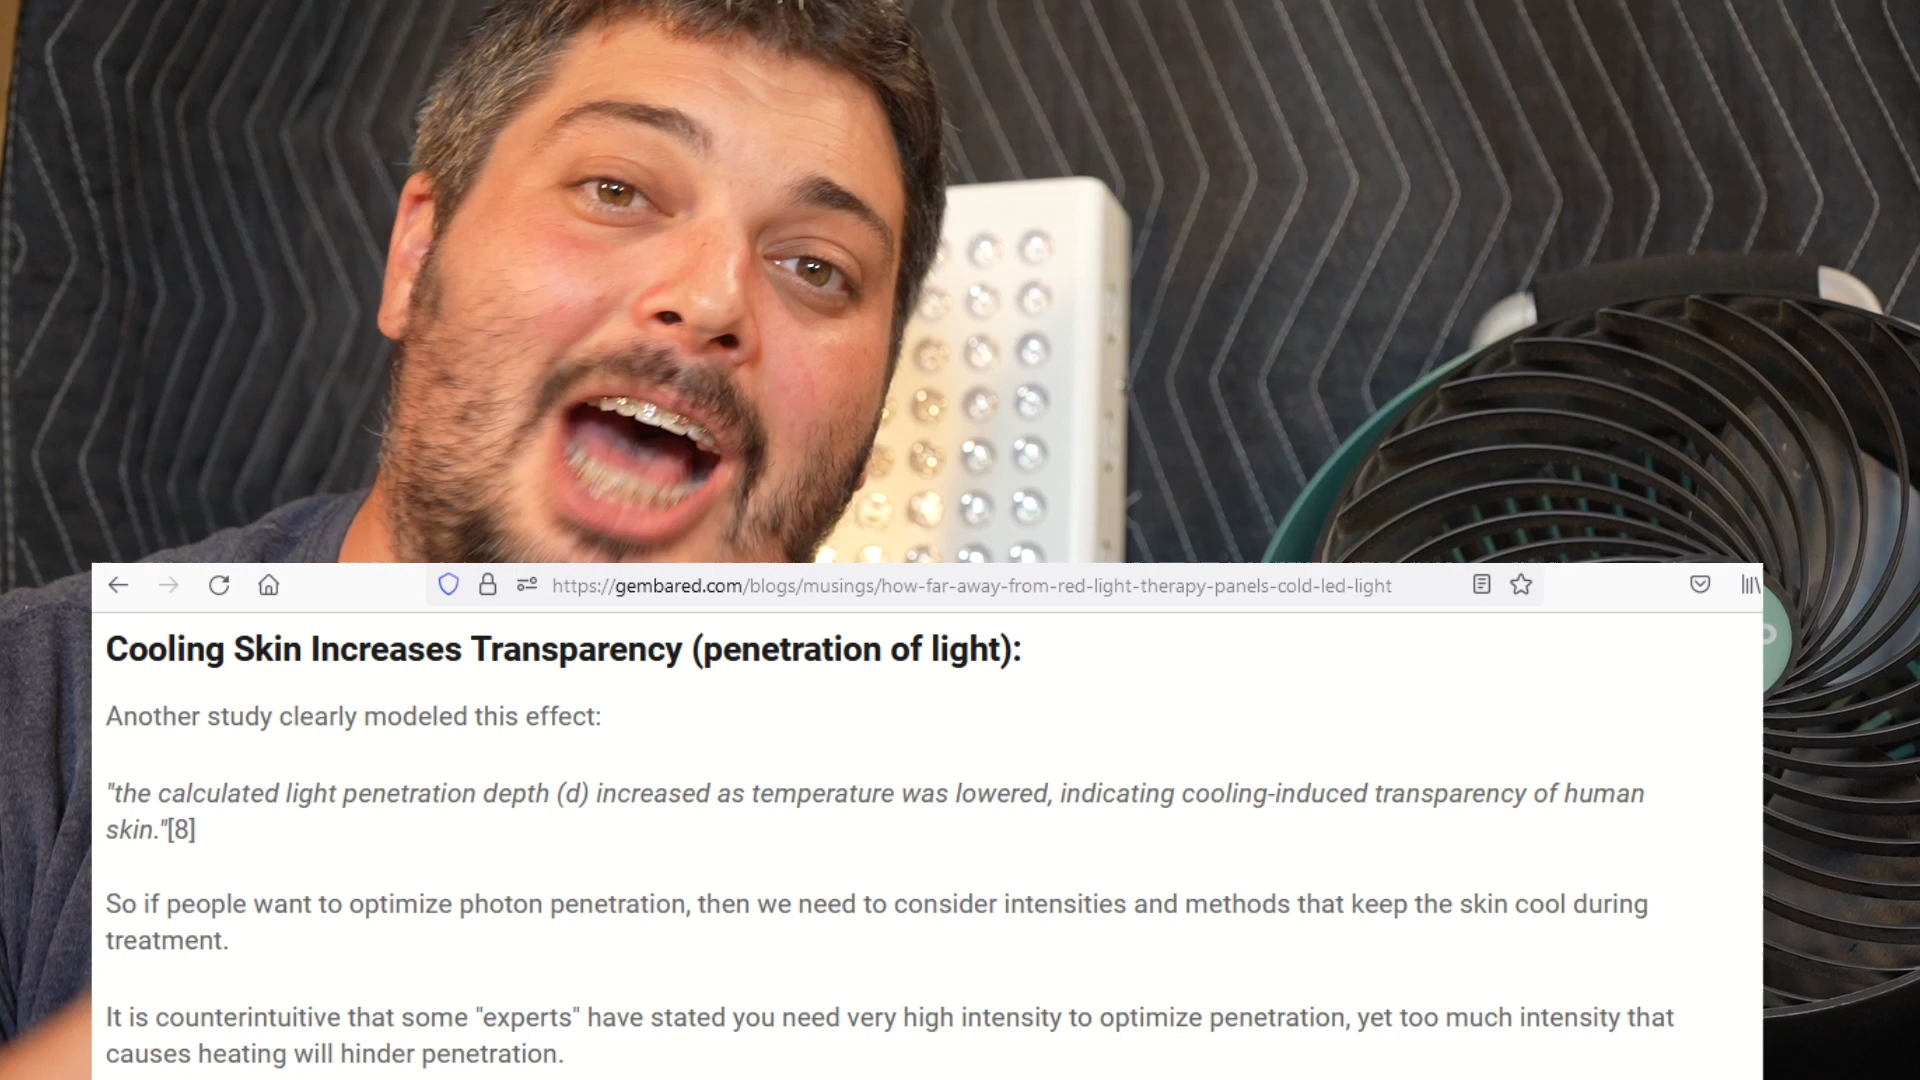 https://gembared.com/blogs/musings/how-far-away-from-red-light-therapy-panels-cold-led-light
Cooling Skin Increases Transparency (penetration of light):
Another study clearly modeled this effect:
"the calculated light penetration depth (d) increased as temperature was lowered, indicating cooling-induced transparency of human
skin."[8]
So if people want to optimize photon penetration, then we need to consider intensities and methods that keep the skin cool during
treatment.
It is counterintuitive that some "experts" have stated you need very high intensity to optimize penetration, yet too much intensity that
causes heating will hinder penetration.